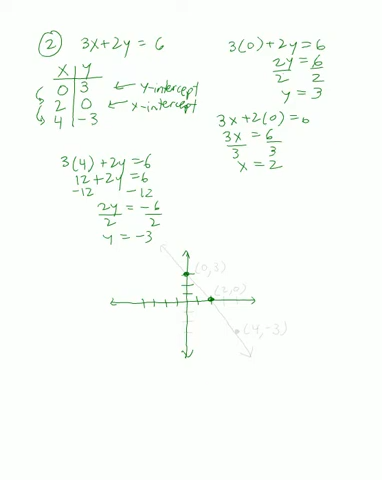 ② 3x+2y=6
x | y
0 | 3 ← y-intercept
2 | 0 ← x-intercept
4 | -3
3(0)+2y=6
2y=6
2 2
y=3
3x+2(0)=6
3x=6
3 3
x=2
3(4)+2y=6
12+2y=6
-12 -12
2y=-6
2 2
y=-3
(0,3)
(2,0)
(4,-3)